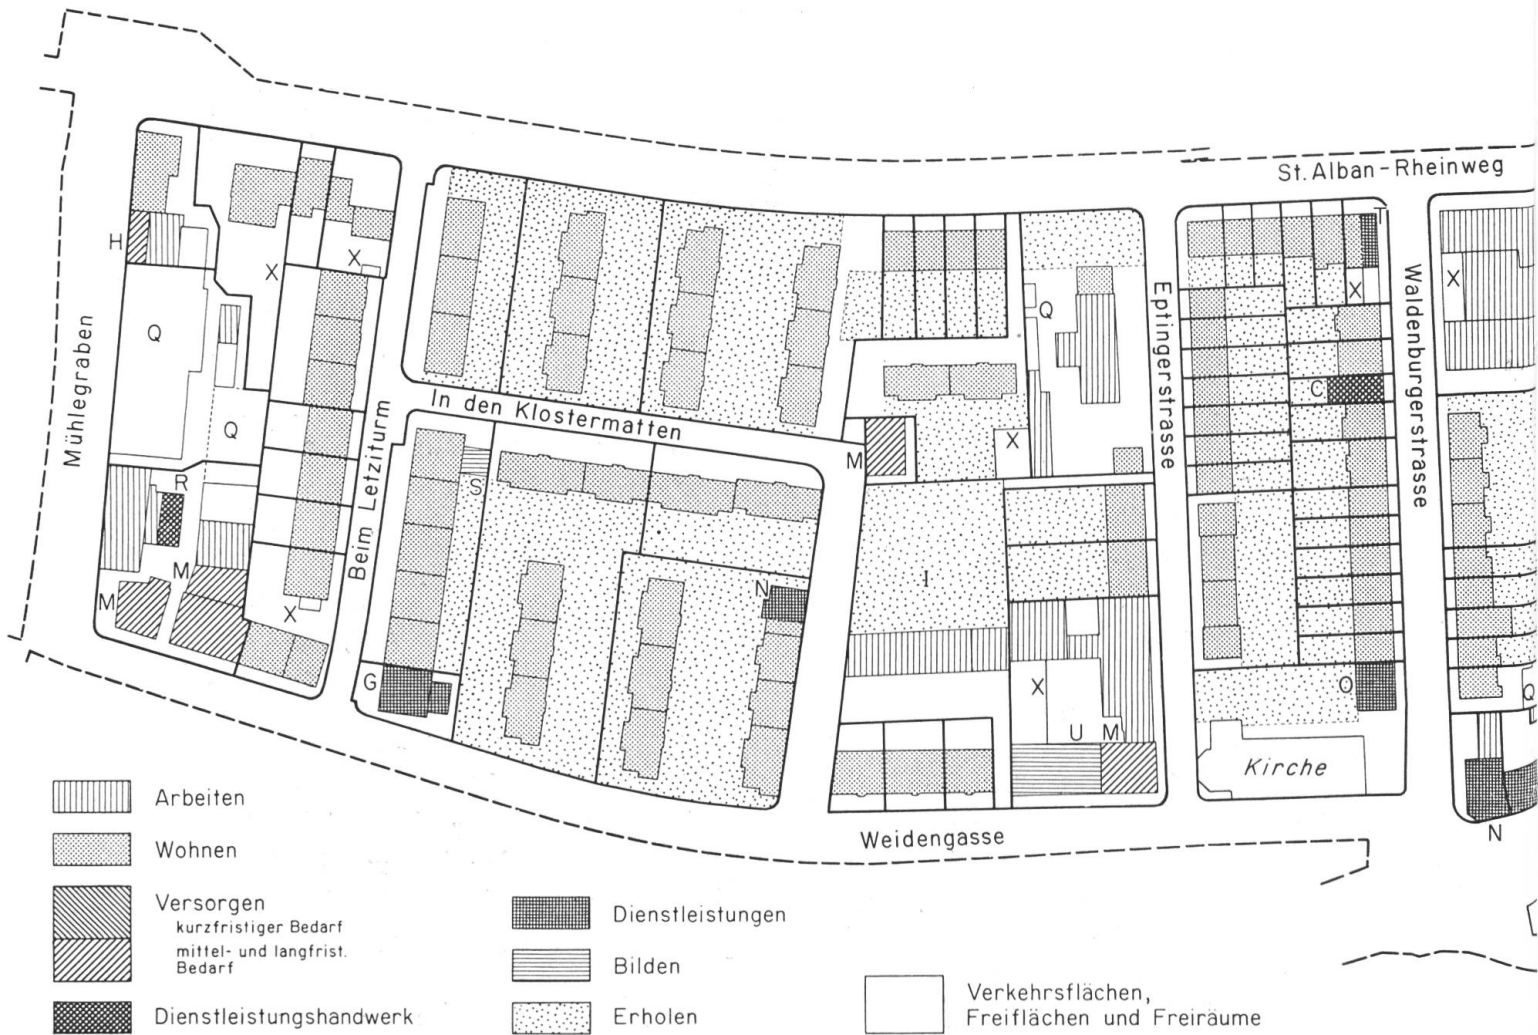 St. Alban-Rheinweg
Mühlegraben
Beim Letziturm
In den Klostermatten
Eptingerstrasse
Waldenburgerstrasse
Weidengasse
Kirche
H
X
X
Q
Q
R
M
M
X
S
G
N
M
X
Q
I
X
U
M
T
X
C
O
X
Q
N
Arbeiten
Wohnen
Versorgen
kurzfristiger Bedarf
mittel- und langfrist.
Bedarf
Dienstleistungshandwerk
Dienstleistungen
Bilden
Erholen
Verkehrsflächen,
Freiflächen und Freiräume